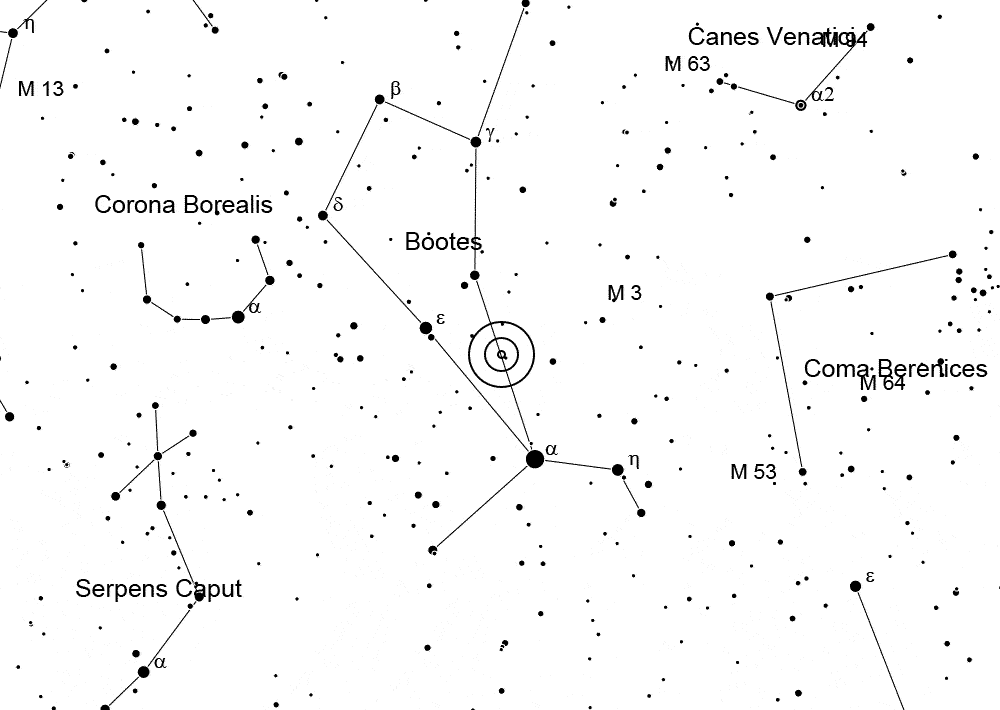 η
Canes Venatici
M 94
M 63
M 13
β
α2
γ
Corona Borealis
δ
Bootes
M 3
α
ε
Coma Berenices
M 64
α
η
M 53
ε
Serpens Caput
α